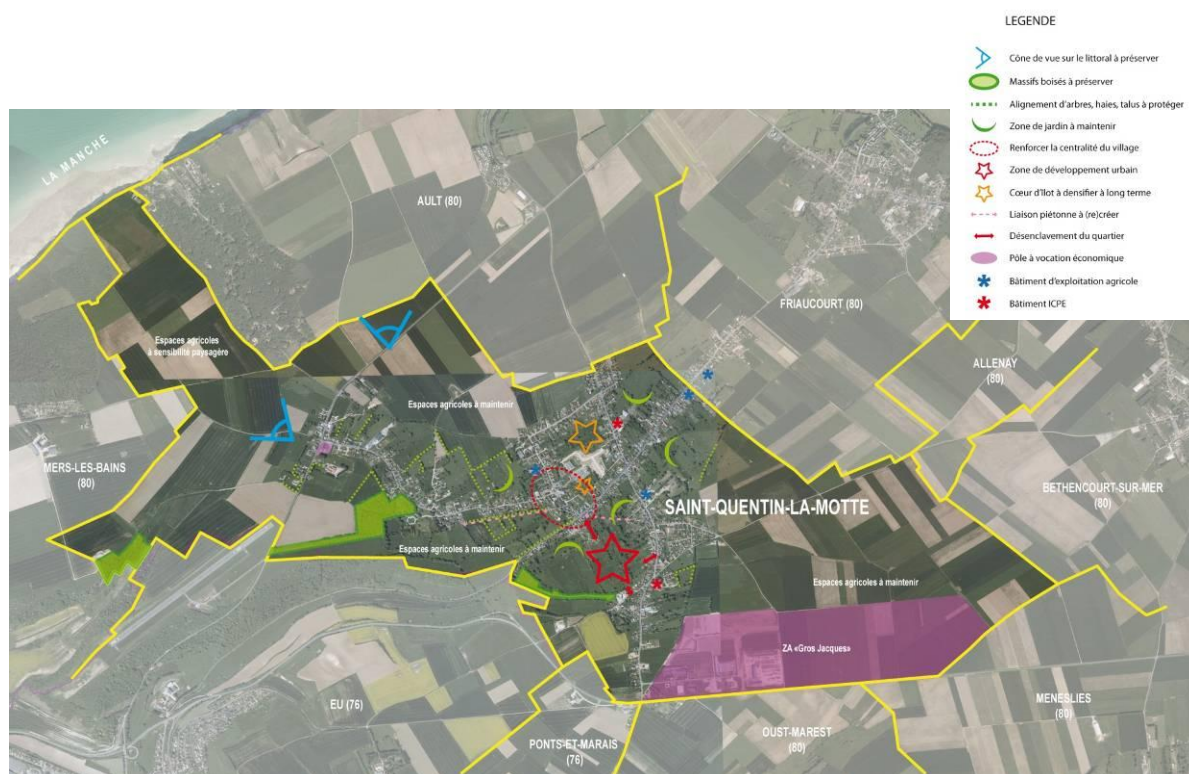 LEGENDE
Cône de vue sur le littoral à préserver
Massifs boisés à préserver
Alignement d'arbres, haies, talus à protéger
Zone de jardin à maintenir
Renforcer la centralité du village
Zone de développement urbain
Cœur d'îlot à densifier à long terme
Liaison piétonne à (re)créer
Désenclavement du quartier
Pôle à vocation économique
Bâtiment d'exploitation agricole
Bâtiment ICPE
LA MANCHE
AULT (80)
FRIAUCOURT (80)
ALLENAY
(80)
Espaces agricoles
à sensibilité paysagère
Espaces agricoles à maintenir
MERS-LES-BAINS
(80)
BETHENCOURT-SUR-MER
(80)
SAINT-QUENTIN-LA-MOTTE
Espaces agricoles à maintenir
Espaces agricoles à maintenir
ZA «Gros Jacques»
EU (76)
MENESLIES
(80)
OUST-MAREST
(80)
PONTS-ET-MARAIS
(76)